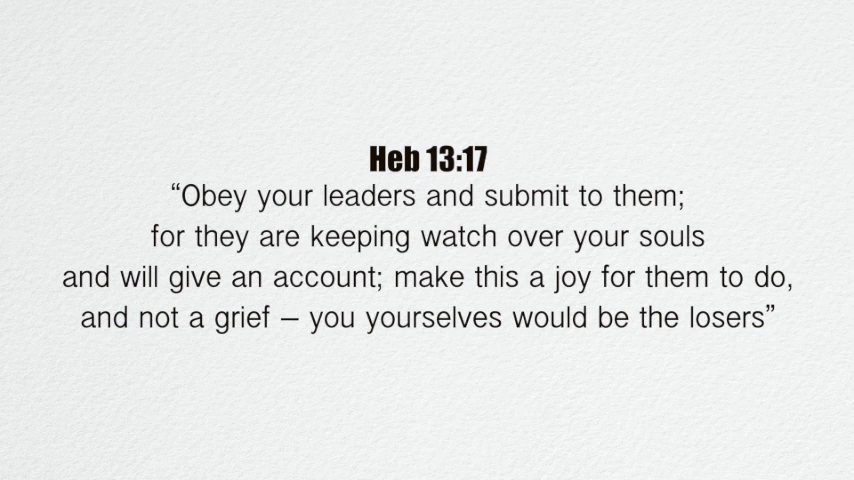 Heb 13:17
“Obey your leaders and submit to them;
for they are keeping watch over your souls
and will give an account; make this a joy for them to do,
and not a grief – you yourselves would be the losers”